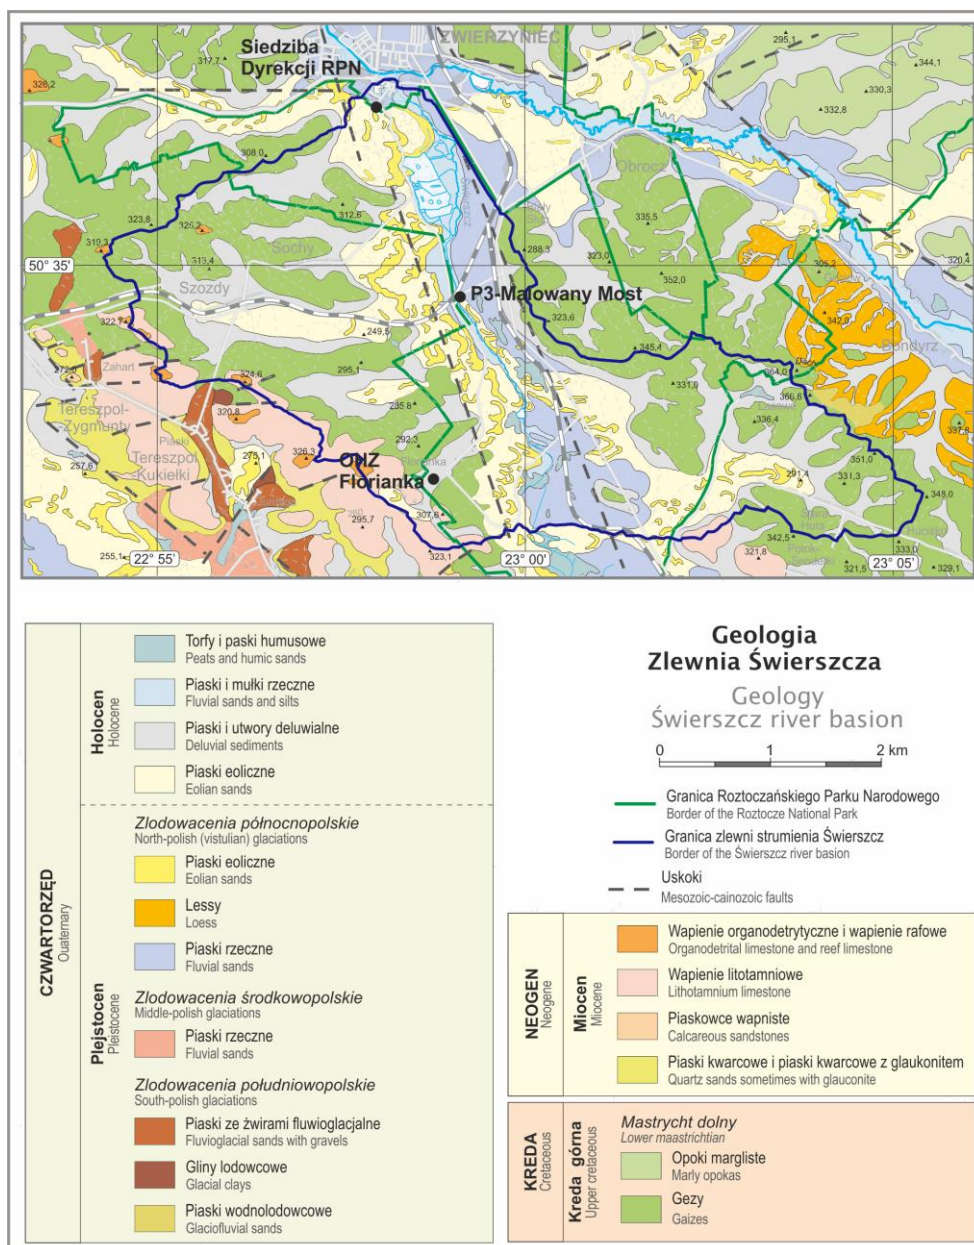 ZWIERZYNIEC
Siedziba
Dyrekcji RPN
295,1
344,1
317,7
326,2
330,3
332,8
308,0
Obrocz
312,6
335,5
323,8
325,2
Sochy
310,3
288,3
323,0
320,4
50° 35'
313,4
352,0
305,2
Szozdy
P3-Malowany Most
342,0
322,7
249,5
323,6
Bondyrz
345,4
Zahart
295,1
364,0
272,0
324,6
331,0
366,8
Tereszpol-
-Zygmunty
320,8
235,8
336,4
337,8
Piaski
Tereszpol
-Kukiełki
292,3
351,0
275,1
326,3
Florianka
257,6
OHZ
Florianka
291,4
331,3
348,0
307,6
295,7
342,5
255,1
323,1
321,8
333,0
22° 55'
23° 00'
23° 05'
321,5
329,1
CZWARTORZĘD
Quaternary
Holocen
Holocene
Torfy i paski humusowe
Peats and humic sands
Piaski i mułki rzeczne
Fluvial sands and silts
Piaski i utwory deluwialne
Deluvial sediments
Piaski eoliczne
Eolian sands
Plejstocen
Pleistocene
Zlodowacenia północnopolskie
North-polish (vistulian) glaciations
Piaski eoliczne
Eolian sands
Lessy
Loess
Piaski rzeczne
Fluvial sands
Zlodowacenia środkowopolskie
Middle-polish glaciations
Piaski rzeczne
Fluvial sands
Zlodowacenia południowopolskie
South-polish glaciations
Piaski ze żwirami fluwioglacjalne
Fluvioglacial sands with gravels
Gliny lodowcowe
Glacial clays
Piaski wodnolodowcowe
Glaciofluvial sands
Geologia
Zlewnia Świerszcza
Geology
Świerszcz river basion
0 1 2 km
Granica Roztoczańskiego Parku Narodowego
Border of the Roztocze National Park
Granica zlewni strumienia Świerszcz
Border of the Świerszcz river basion
Uskoki
Mesozoic-cainozoic faults
NEOGEN
Neogene
Miocen
Miocene
Wapienie organodetrytyczne i wapienie rafowe
Organodetrital limestone and reef limestone
Wapienie litotamniowe
Lithotamnium limestone
Piaskowce wapniste
Calcareous sandstones
Piaski kwarcowe i piaski kwarcowe z glaukonitem
Quartz sands sometimes with glauconite
KREDA
Cretaceous
Kreda górna
Upper cretaceous
Mastrycht dolny
Lower maastrichtian
Opoki margliste
Marly opokas
Gezy
Gaizes